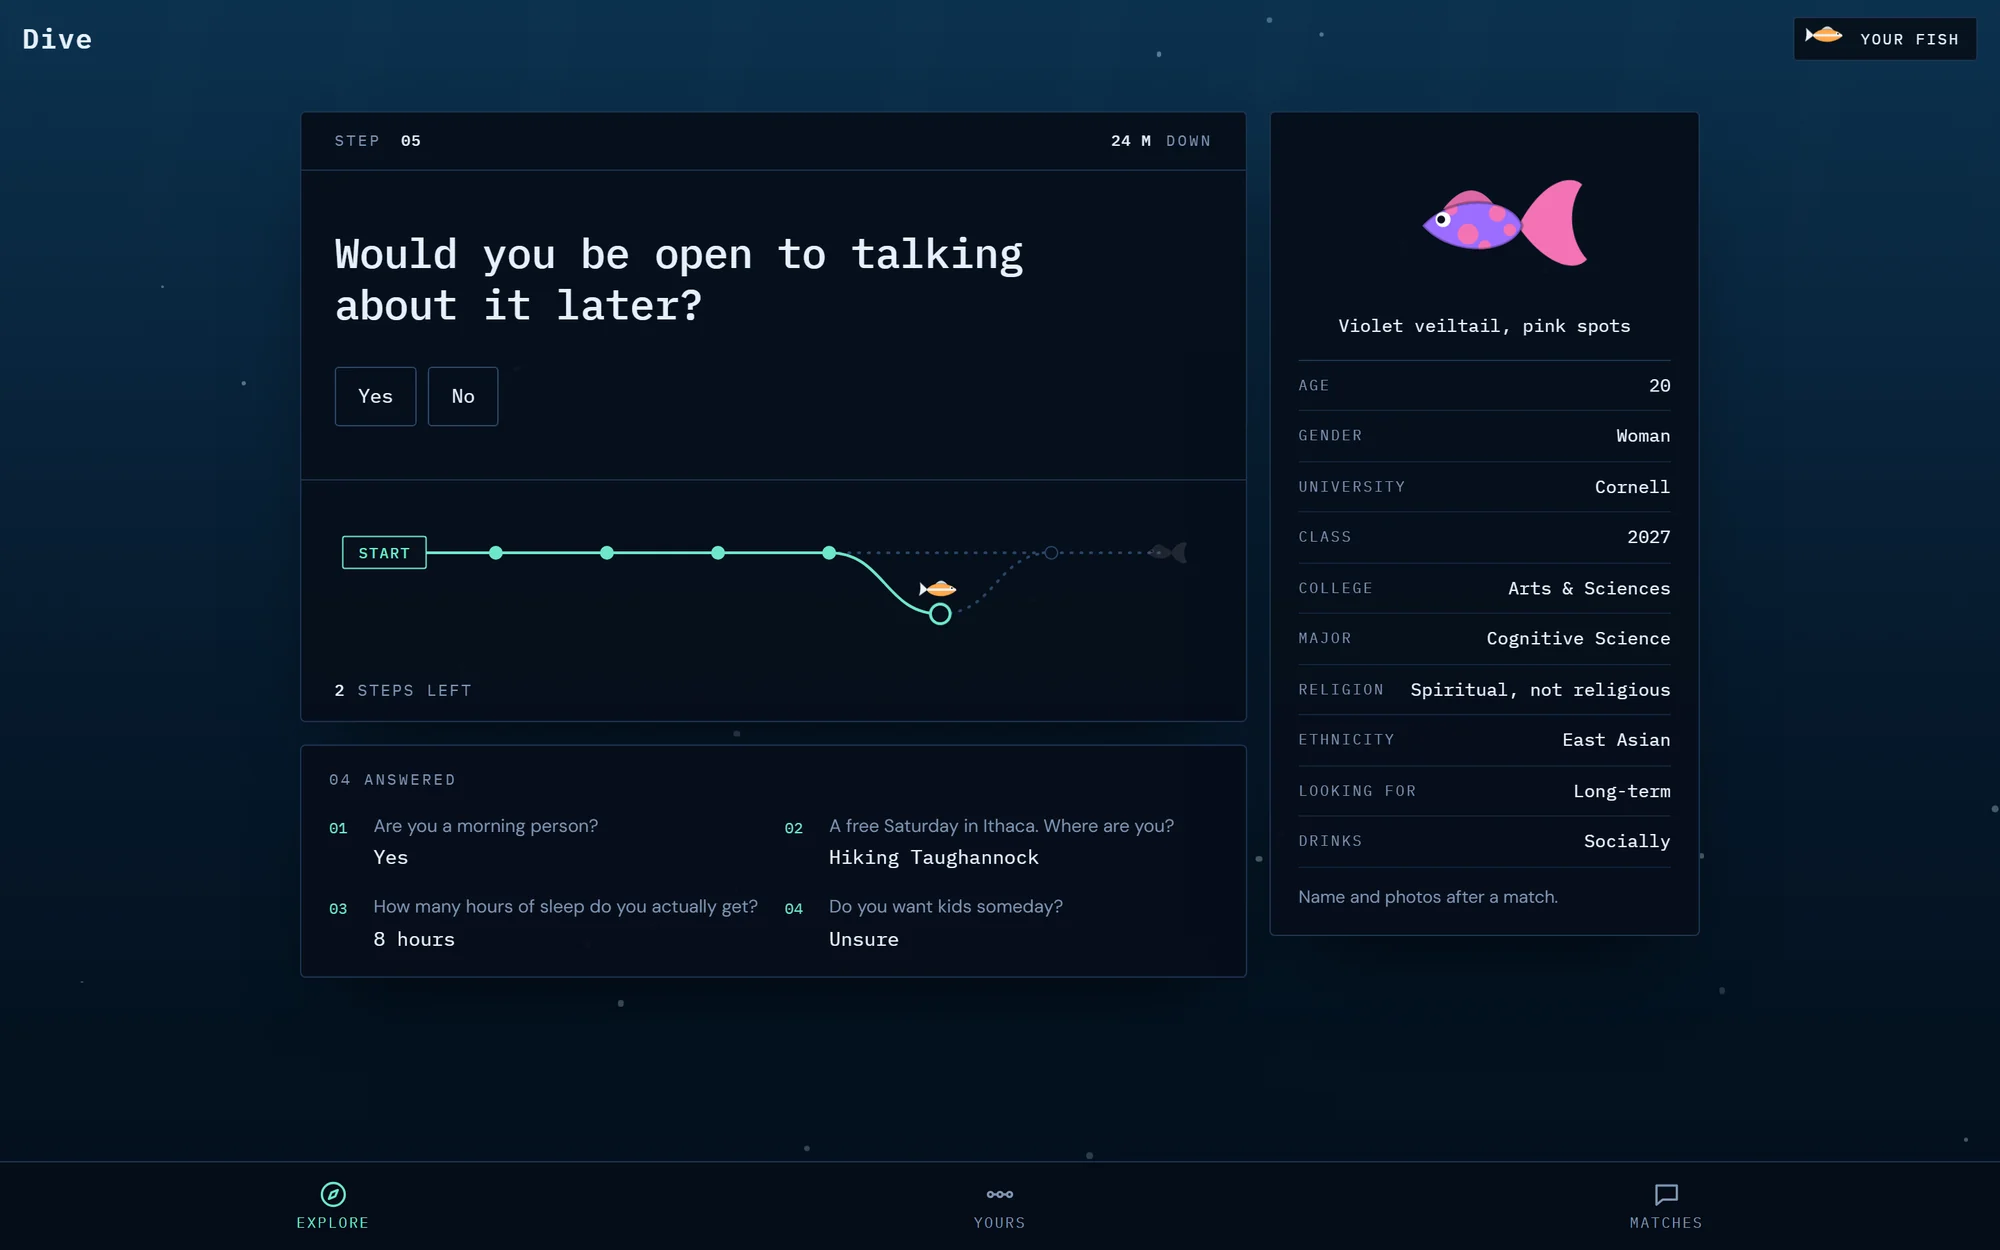 Dive
YOUR FISH
STEP 05
24 M DOWN
Would you be open to talking
about it later?
Yes
No
START
2 STEPS LEFT
04 ANSWERED
01 Are you a morning person?
Yes
02 A free Saturday in Ithaca. Where are you?
Hiking Taughannock
03 How many hours of sleep do you actually get?
8 hours
04 Do you want kids someday?
Unsure
Violet veiltail, pink spots
AGE 20
GENDER Woman
UNIVERSITY Cornell
CLASS 2027
COLLEGE Arts & Sciences
MAJOR Cognitive Science
RELIGION Spiritual, not religious
ETHNICITY East Asian
LOOKING FOR Long-term
DRINKS Socially
Name and photos after a match.
EXPLORE
YOURS
MATCHES